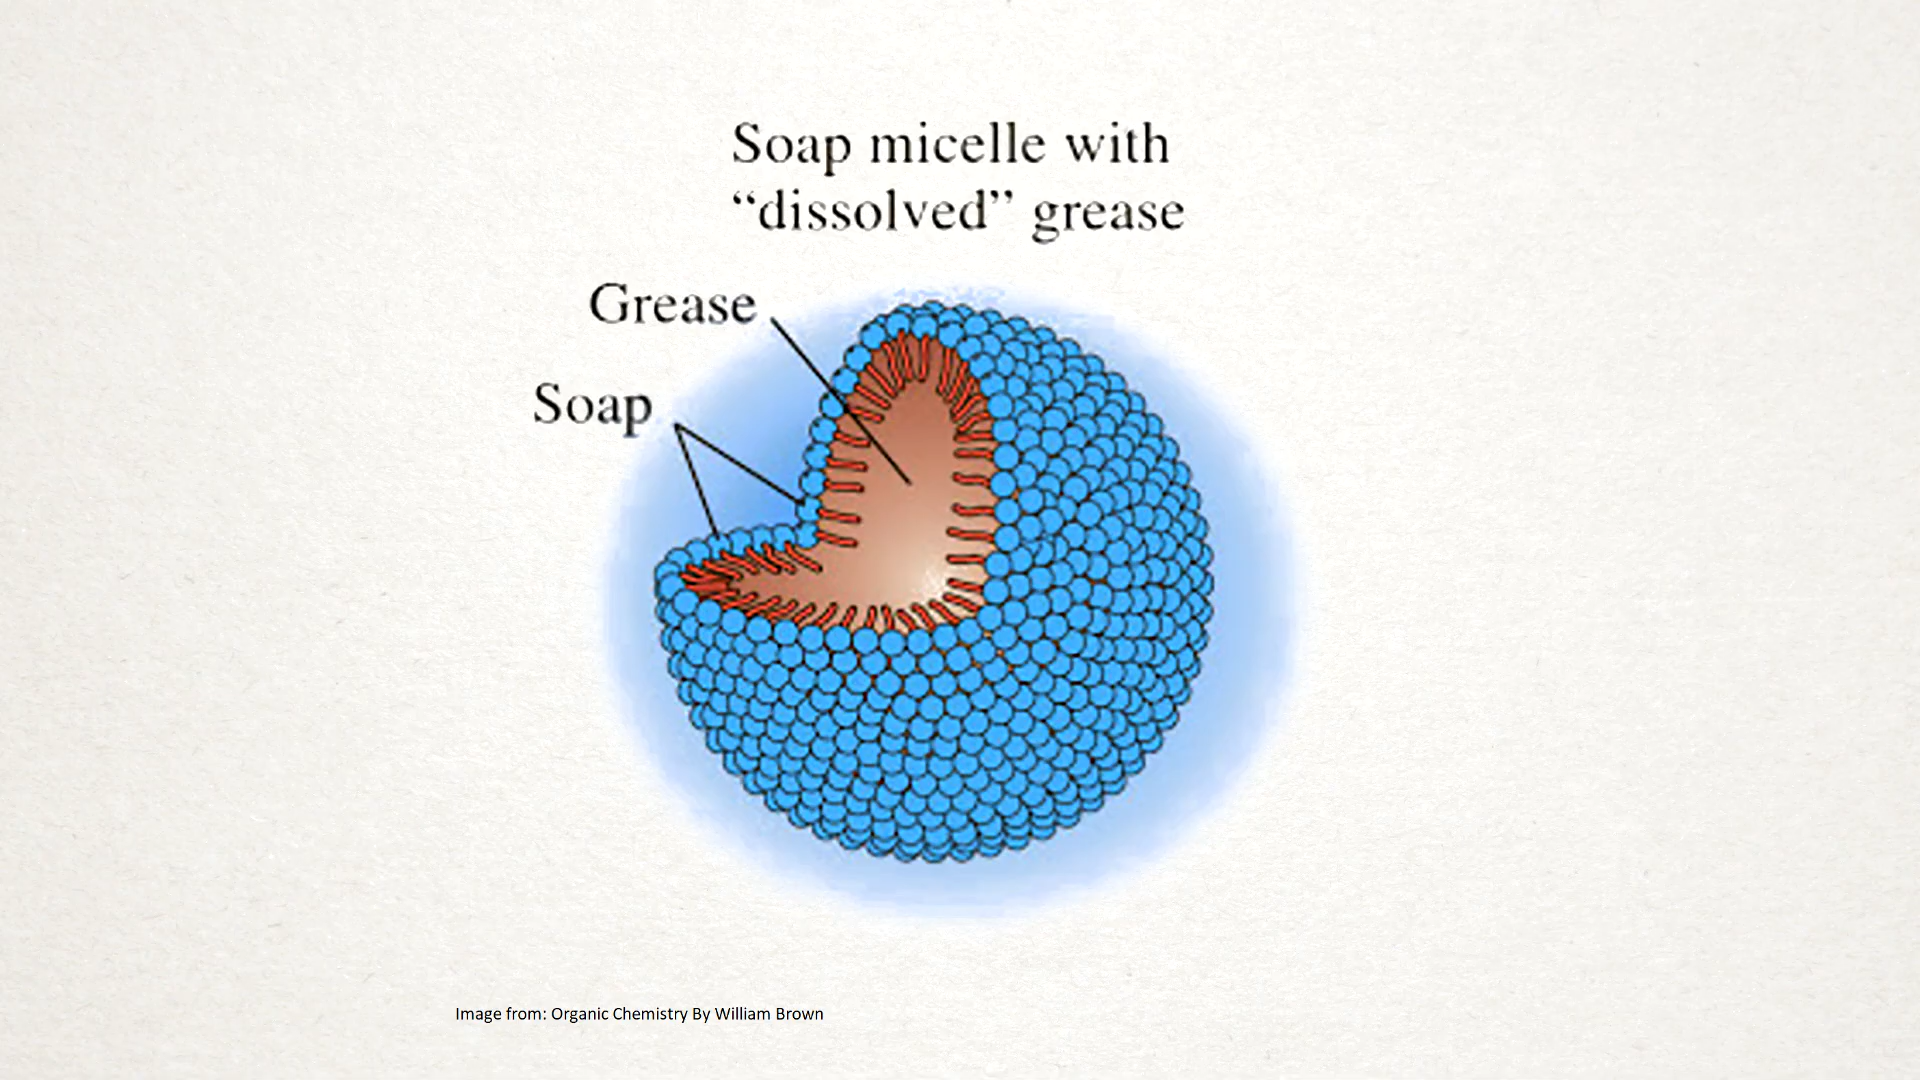 Soap micelle with
“dissolved” grease
Grease
Soap
Image from: Organic Chemistry By William Brown